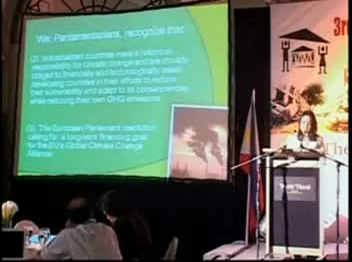 We, Parliamentarians, recognize that
(2). Industrialized countries have a historical
responsibility for climate change and are morally
obliged to financially and technologically assist
developing countries in their efforts to reduce
their vulnerability and adapt to its consequences
while reducing their own GHG emissions
(3). The European Parliament resolution
calling for a long-term financing goal
for the EU's Global Climate Change
Alliance
3r
The